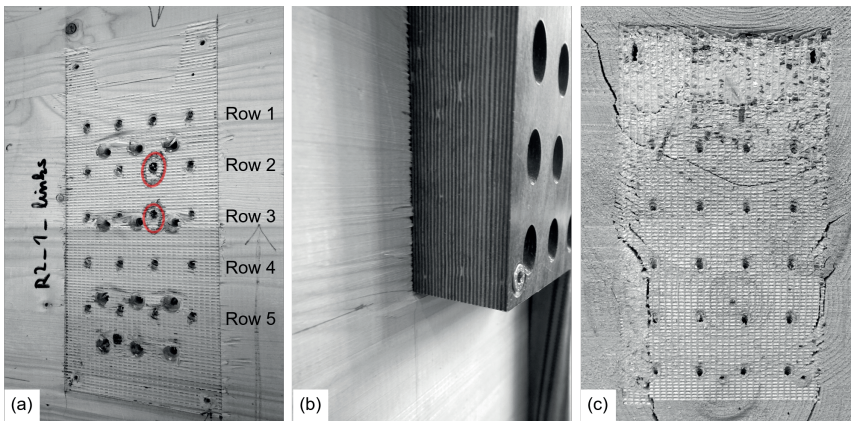 Row 1
Row 2
Row 3
Row 4
Row 5
R2_1_links
(a)
(b)
(c)